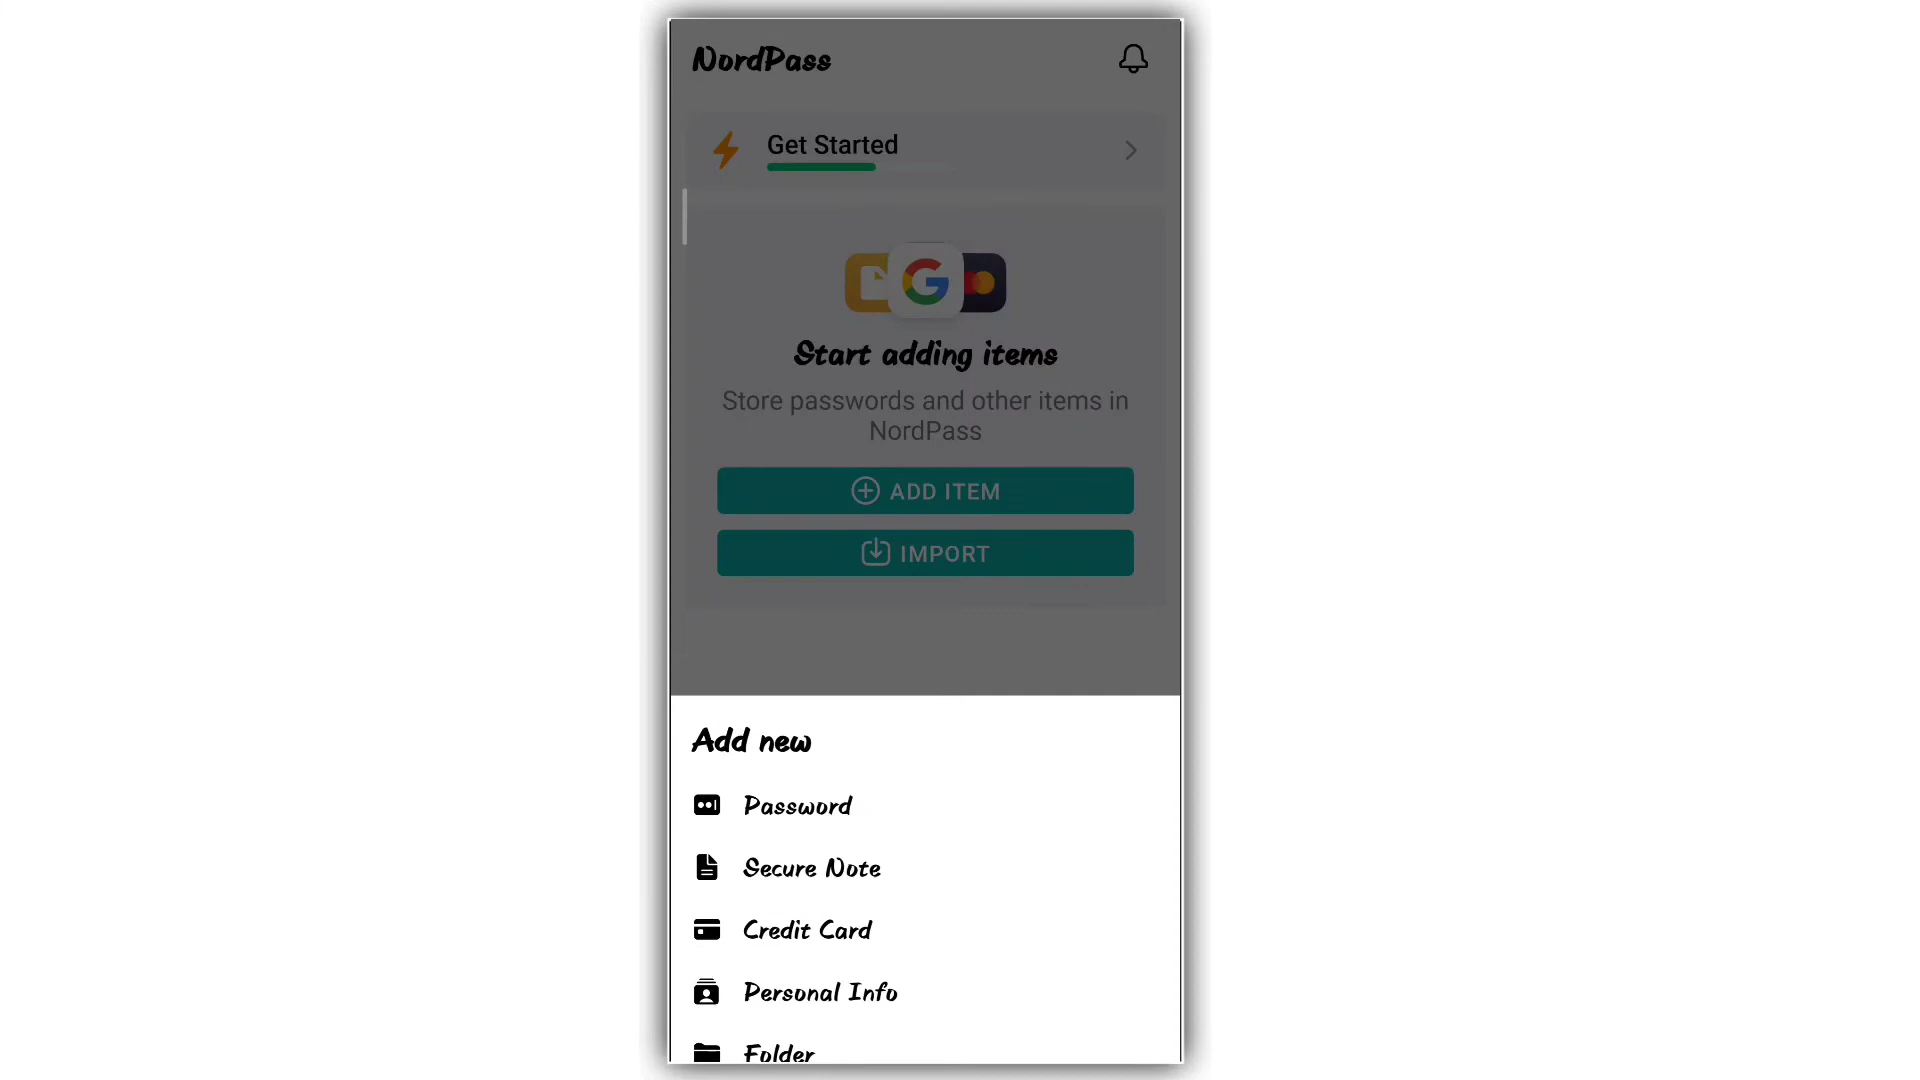 NordPass
Get Started
Start adding items
Store passwords and other items in
NordPass
ADD ITEM
IMPORT
Add new
Password
Secure Note
Credit Card
Personal Info
Folder